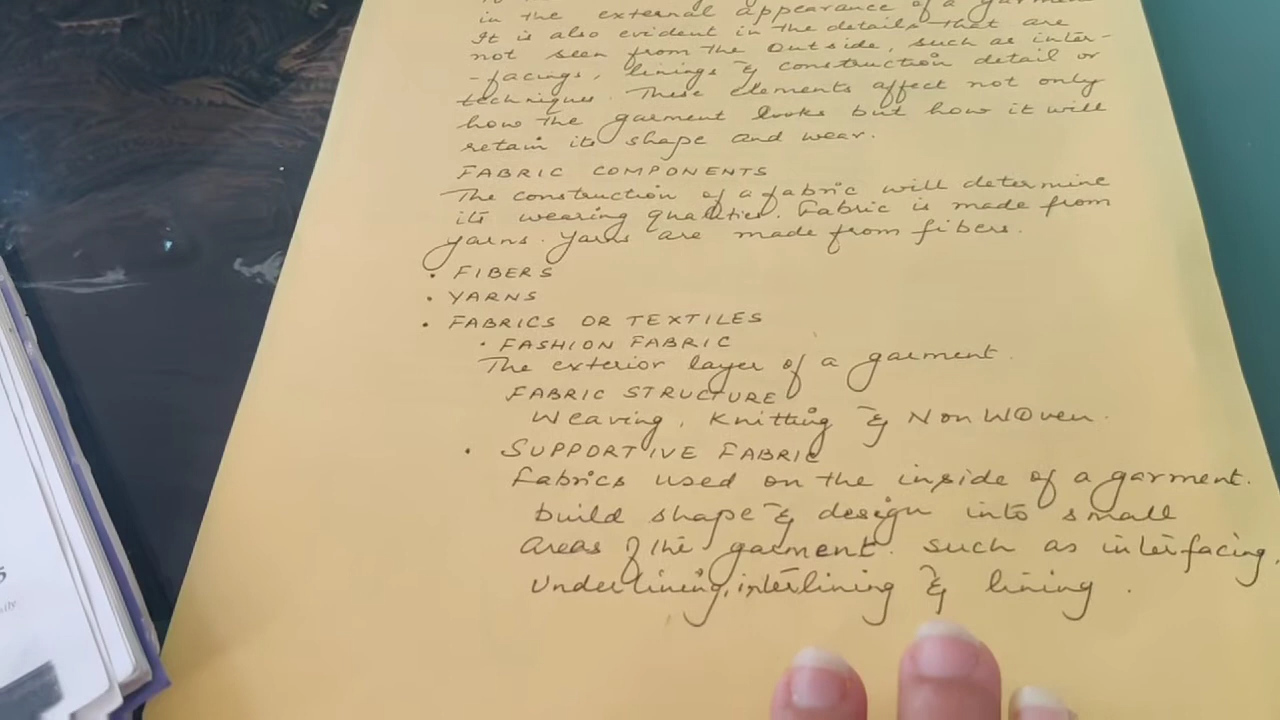 in the external appearance of a garment
It is also evident in the details that are
not seen from the outside, such as inter-
-facings, linings & construction detail or
techniques. These elements affect not only
how the garment looks but how it will
retain its shape and wear.
FABRIC COMPONENTS
The construction of a fabric will determine
its wearing qualities. Fabric is made from
yarns. Yarns are made from fibers.
• FIBERS
• YARNS
• FABRICS OR TEXTILES
• FASHION FABRIC
The exterior layer of a garment.
FABRIC STRUCTURE
Weaving, Knitting & Non Woven.
• SUPPORTIVE FABRIC
Fabrics used on the inside of a garment.
build shape & design into small
areas of the garment. such as interfacing,
Underlining, interlining & lining.